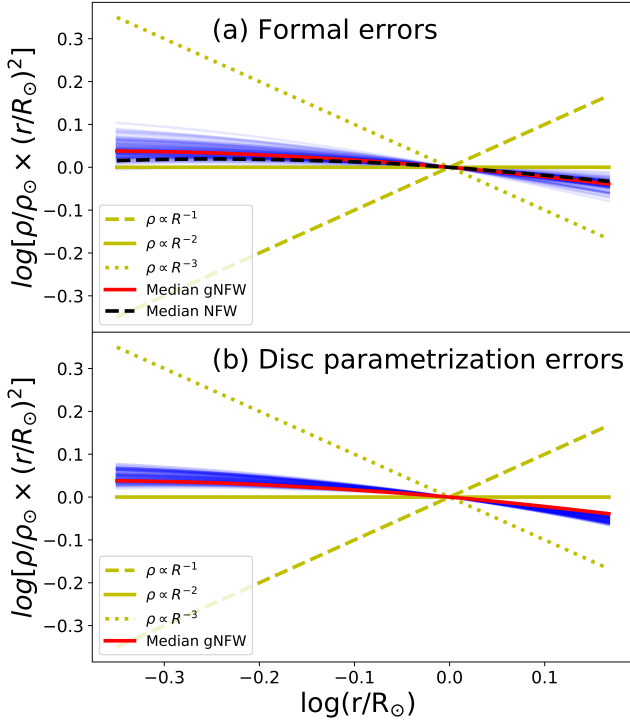 (a) Formal errors
log[ρ/ρ⊙ × (r/R⊙)²]
0.3
0.2
0.1
0.0
−0.1
−0.2
−0.3
ρ ∝ R⁻¹
ρ ∝ R⁻²
ρ ∝ R⁻³
Median gNFW
Median NFW
(b) Disc parametrization errors
log[ρ/ρ⊙ × (r/R⊙)²]
0.3
0.2
0.1
0.0
−0.1
−0.2
−0.3
ρ ∝ R⁻¹
ρ ∝ R⁻²
ρ ∝ R⁻³
Median gNFW
−0.3 −0.2 −0.1 0.0 0.1
log(r/R⊙)